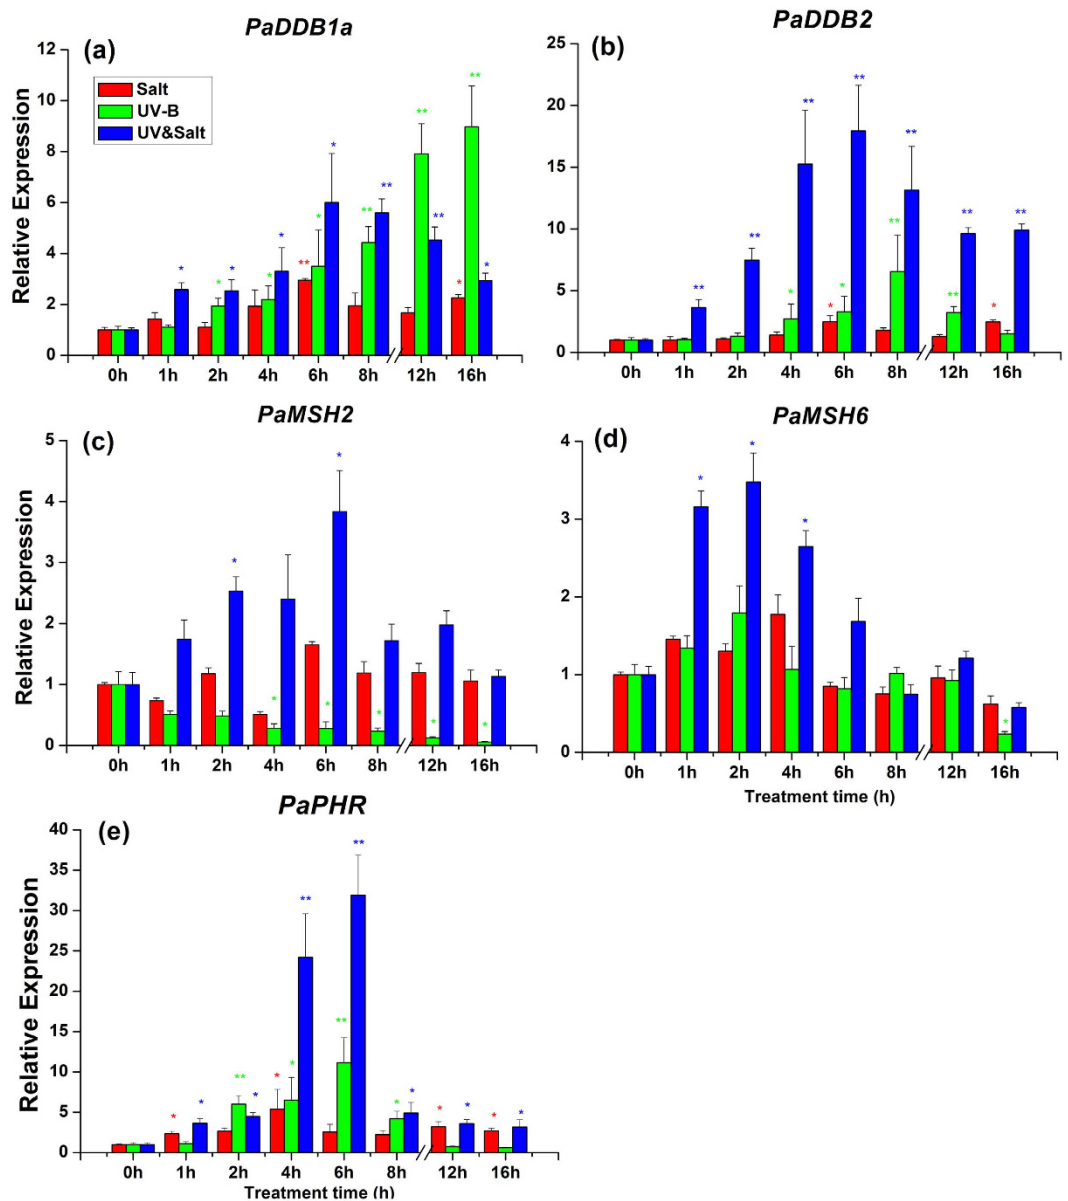 PaDDB1a
(a)
12
10
8
6
4
2
0
Relative Expression
Salt
UV-B
UV&Salt
* * * * * ** * * ** ** ** ** ** * *
0h 1h 2h 4h 6h 8h 12h 16h
PaDDB2
(b)
25
20
15
10
5
0
** ** * ** * * ** ** ** ** ** * **
0h 1h 2h 4h 6h 8h 12h 16h
PaMSH2
(c)
5
4
3
2
1
0
Relative Expression
* * * * * * *
0h 1h 2h 4h 6h 8h 12h 16h
PaMSH6
(d)
4
3
2
1
0
* * * *
0h 1h 2h 4h 6h 8h 12h 16h
Treatment time (h)
PaPHR
(e)
40
35
30
25
20
15
10
5
0
Relative Expression
* * ** * * * ** ** ** * * * * * *
0h 1h 2h 4h 6h 8h 12h 16h
Treatment time (h)